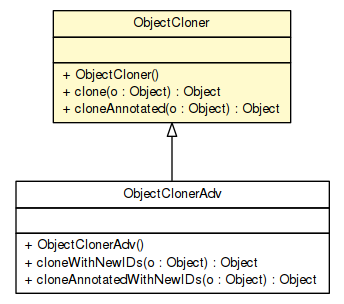 ObjectCloner
+ ObjectCloner()
+ clone(o : Object) : Object
+ cloneAnnotated(o : Object) : Object
ObjectClonerAdv
+ ObjectClonerAdv()
+ cloneWithNewIDs(o : Object) : Object
+ cloneAnnotatedWithNewIDs(o : Object) : Object